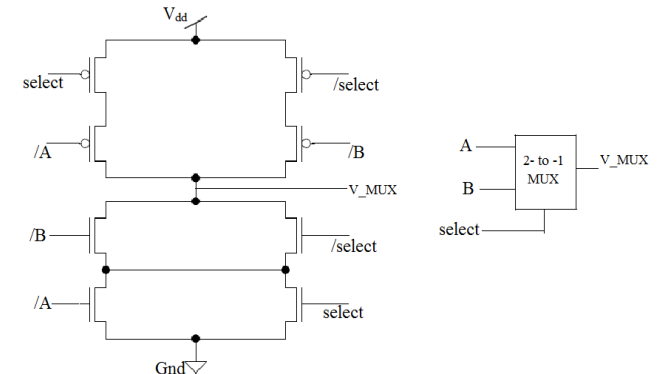 Vdd
select
/select
/A
/B
V_MUX
/B
/select
/A
select
Gnd
A
B
select
2- to -1
MUX
V_MUX